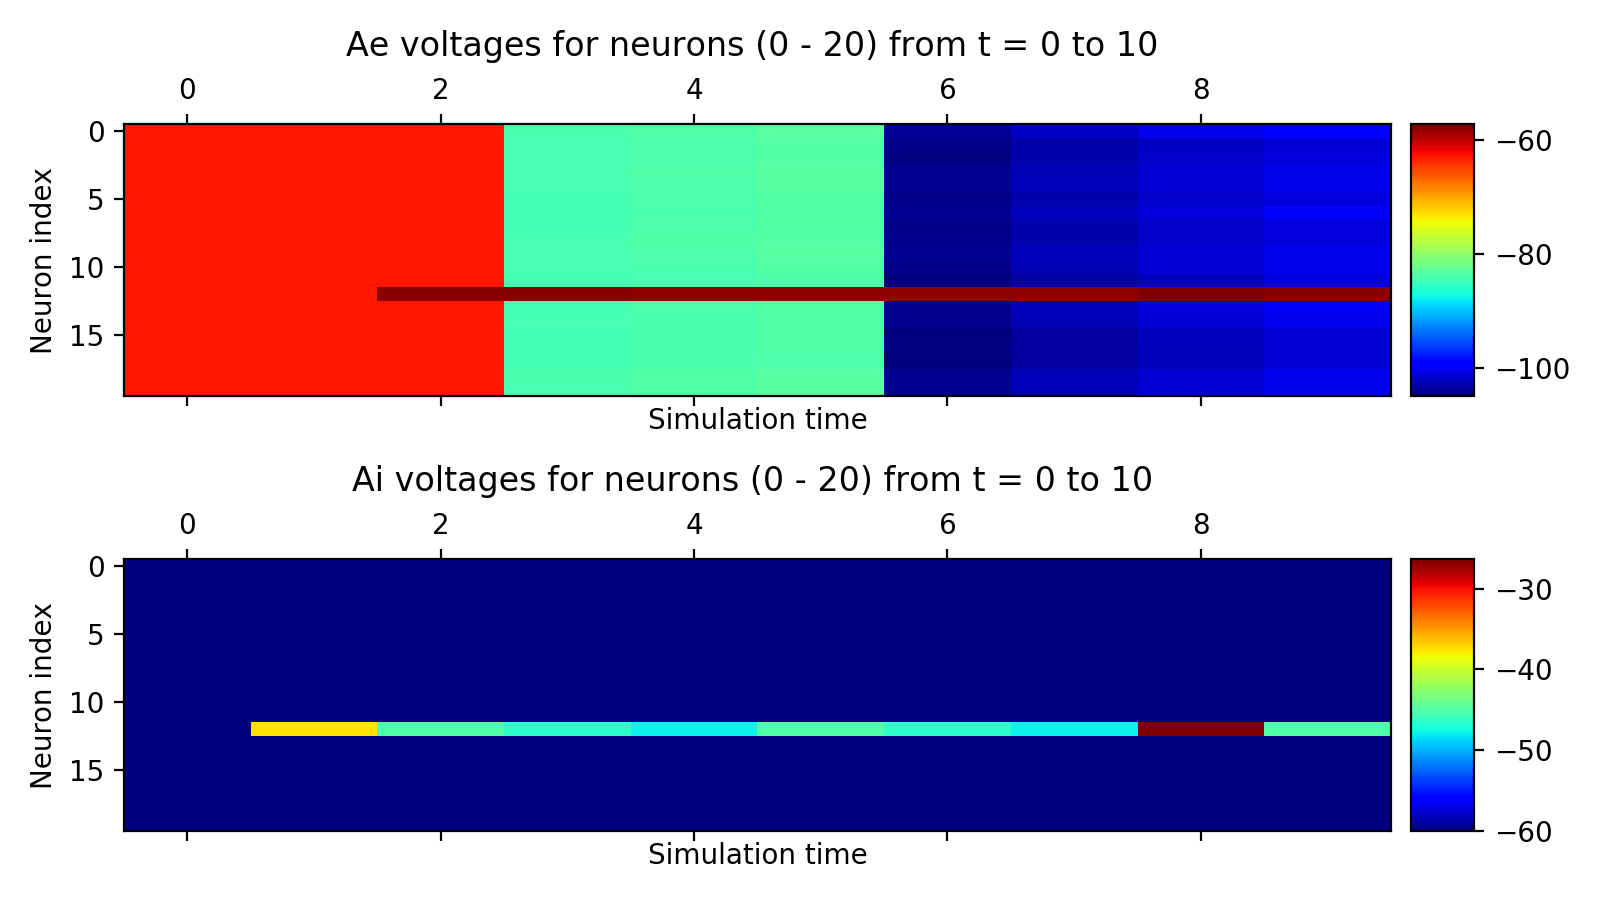 Ae voltages for neurons (0 - 20) from t = 0 to 10
0 2 4 6 8
Neuron index
0
5
10
15
−60
−80
−100
Simulation time
Ai voltages for neurons (0 - 20) from t = 0 to 10
0 2 4 6 8
Neuron index
0
5
10
15
−30
−40
−50
−60
Simulation time